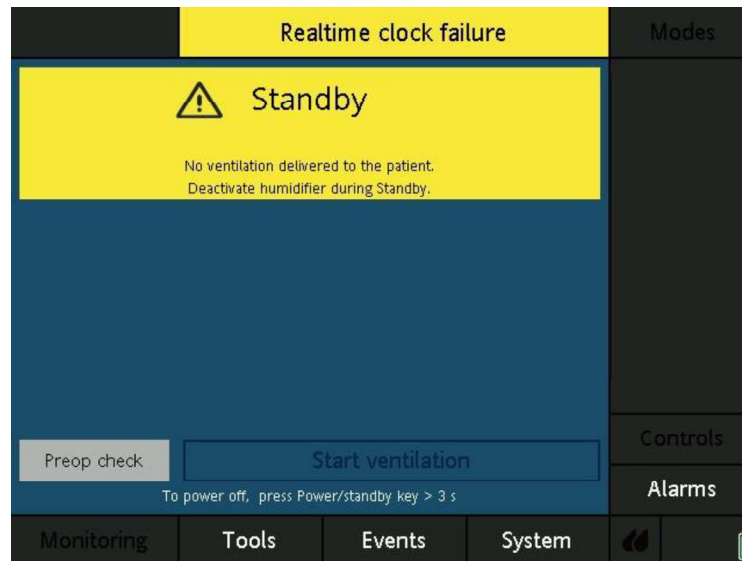 Realtime clock failure
Modes
Standby
No ventilation delivered to the patient.
Deactivate humidifier during Standby.
Controls
Preop check
Start ventilation
Alarms
To power off, press Power/standby key > 3 s
Monitoring
Tools
Events
System